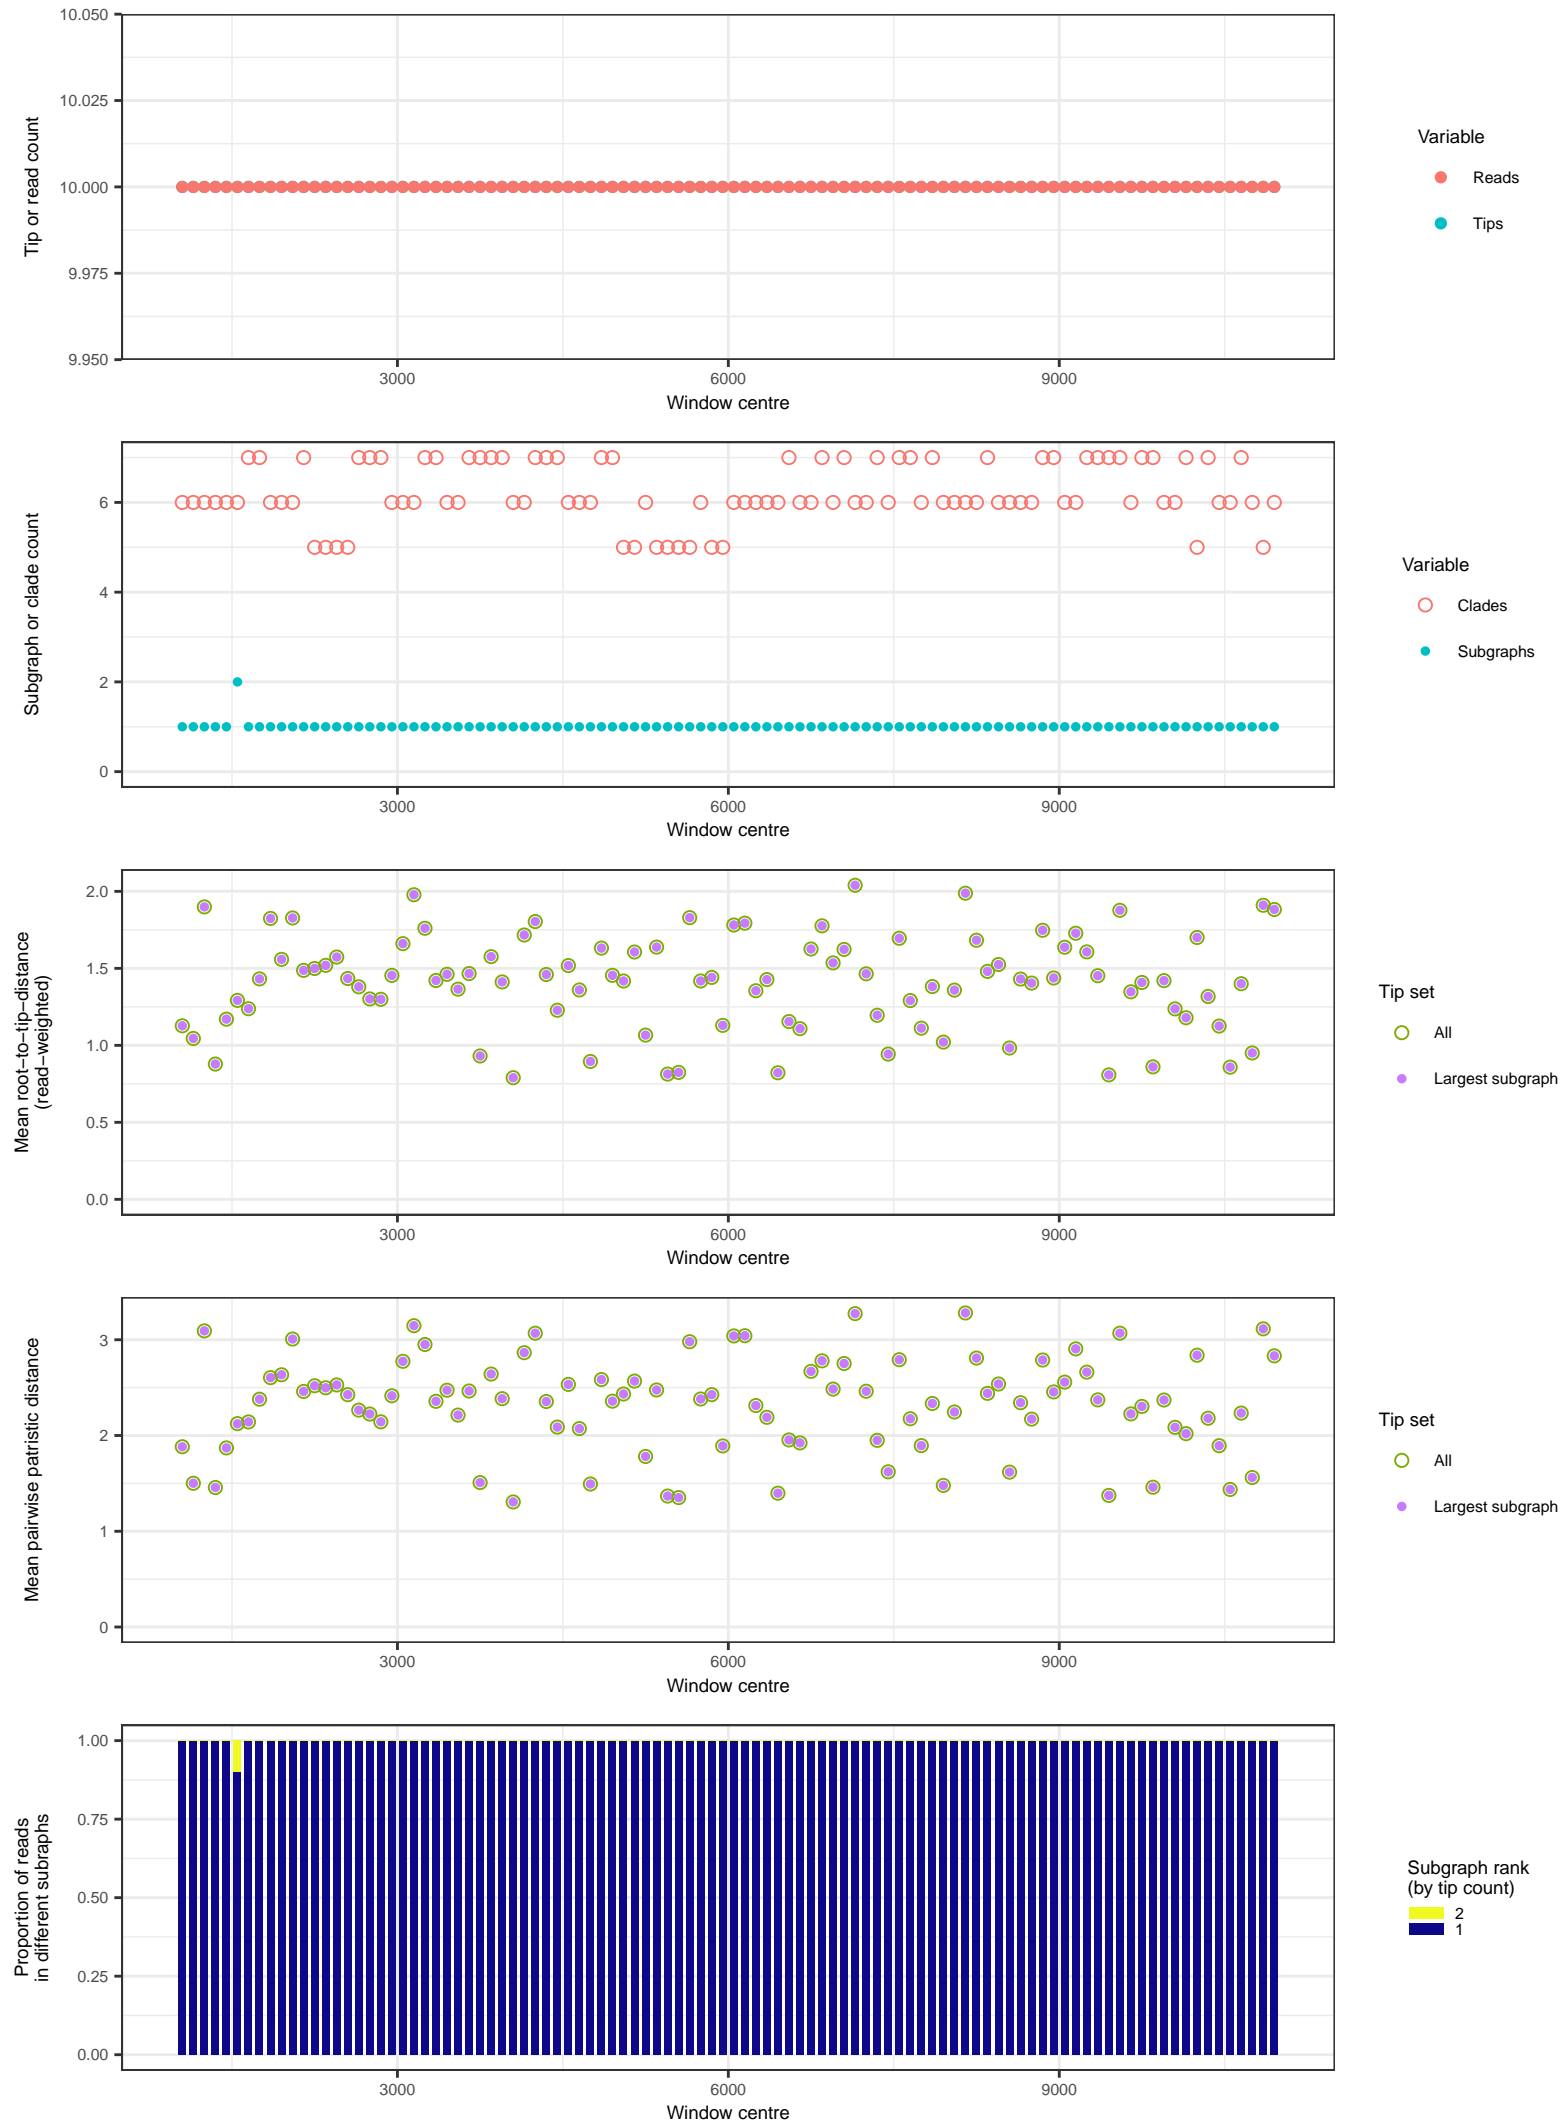 10.050
10.025
10.000
9.975
9.950
Tip or read count
3000
6000
9000
Window centre
Variable
Reads
Tips
6
4
2
0
Subgraph or clade count
3000
6000
9000
Window centre
Variable
Clades
Subgraphs
2.0
1.5
1.0
0.5
0.0
Mean root−to−tip−distance
(read−weighted)
3000
6000
9000
Window centre
Tip set
All
Largest subgraph
3
2
1
0
Mean pairwise patristic distance
3000
6000
9000
Window centre
Tip set
All
Largest subgraph
1.00
0.75
0.50
0.25
0.00
Proportion of reads
in different subraphs
3000
6000
9000
Window centre
Subgraph rank
(by tip count)
2
1